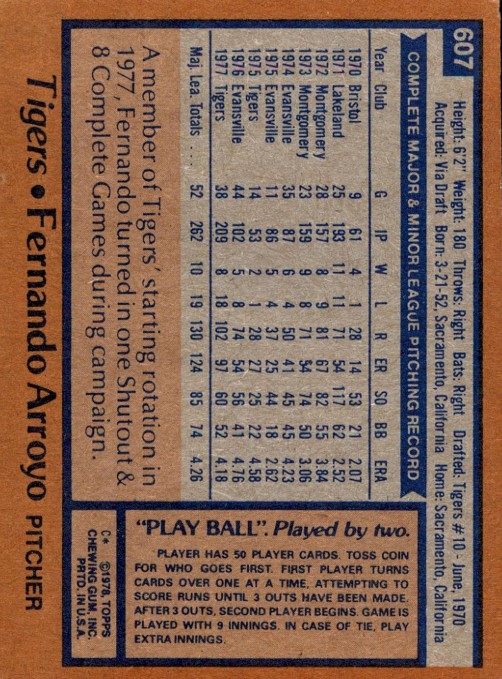 607
Height: 6'2" Weight: 180 Throws: Right Bats: Right Drafted: Tigers #10 - June, 1970
Acquired: Via Draft Born: 3-21-52, Sacramento, California Home: Sacramento, California
COMPLETE MAJOR & MINOR LEAGUE PITCHING RECORD
Year Club G IP W L R ER SO BB ERA
1970 Bristol 9 61 4 1 28 14 53 21 2.07
1971 Lakeland 25 193 11 11 71 54 117 62 2.52
1972 Montgomery 28 157 8 9 81 67 82 55 3.84
1973 Montgomery 23 159 9 8 71 54 74 50 3.06
1974 Evansville 35 87 6 4 50 41 45 45 4.23
1975 Evansville 11 86 5 4 37 25 44 18 2.62
1975 Tigers 14 53 2 1 28 27 25 22 4.58
1976 Evansville 44 102 5 8 74 54 56 41 4.76
1977 Tigers 38 209 8 18 102 97 60 52 4.18
Maj. Lea. Totals . . . 52 262 10 19 130 124 85 74 4.26
A member of Tigers' starting rotation in
1977, Fernando turned in one Shutout &
8 Complete Games during campaign.
Tigers • Fernando Arroyo PITCHER
"PLAY BALL". Played by two.
PLAYER HAS 50 PLAYER CARDS. TOSS COIN
FOR WHO GOES FIRST. FIRST PLAYER TURNS
CARDS OVER ONE AT A TIME, ATTEMPTING TO
SCORE RUNS UNTIL 3 OUTS HAVE BEEN MADE.
AFTER 3 OUTS, SECOND PLAYER BEGINS. GAME IS
PLAYED WITH 9 INNINGS. IN CASE OF TIE, PLAY
EXTRA INNINGS.
C* ©1978, TOPPS
CHEWING GUM, INC.
PRTD. IN U.S.A.